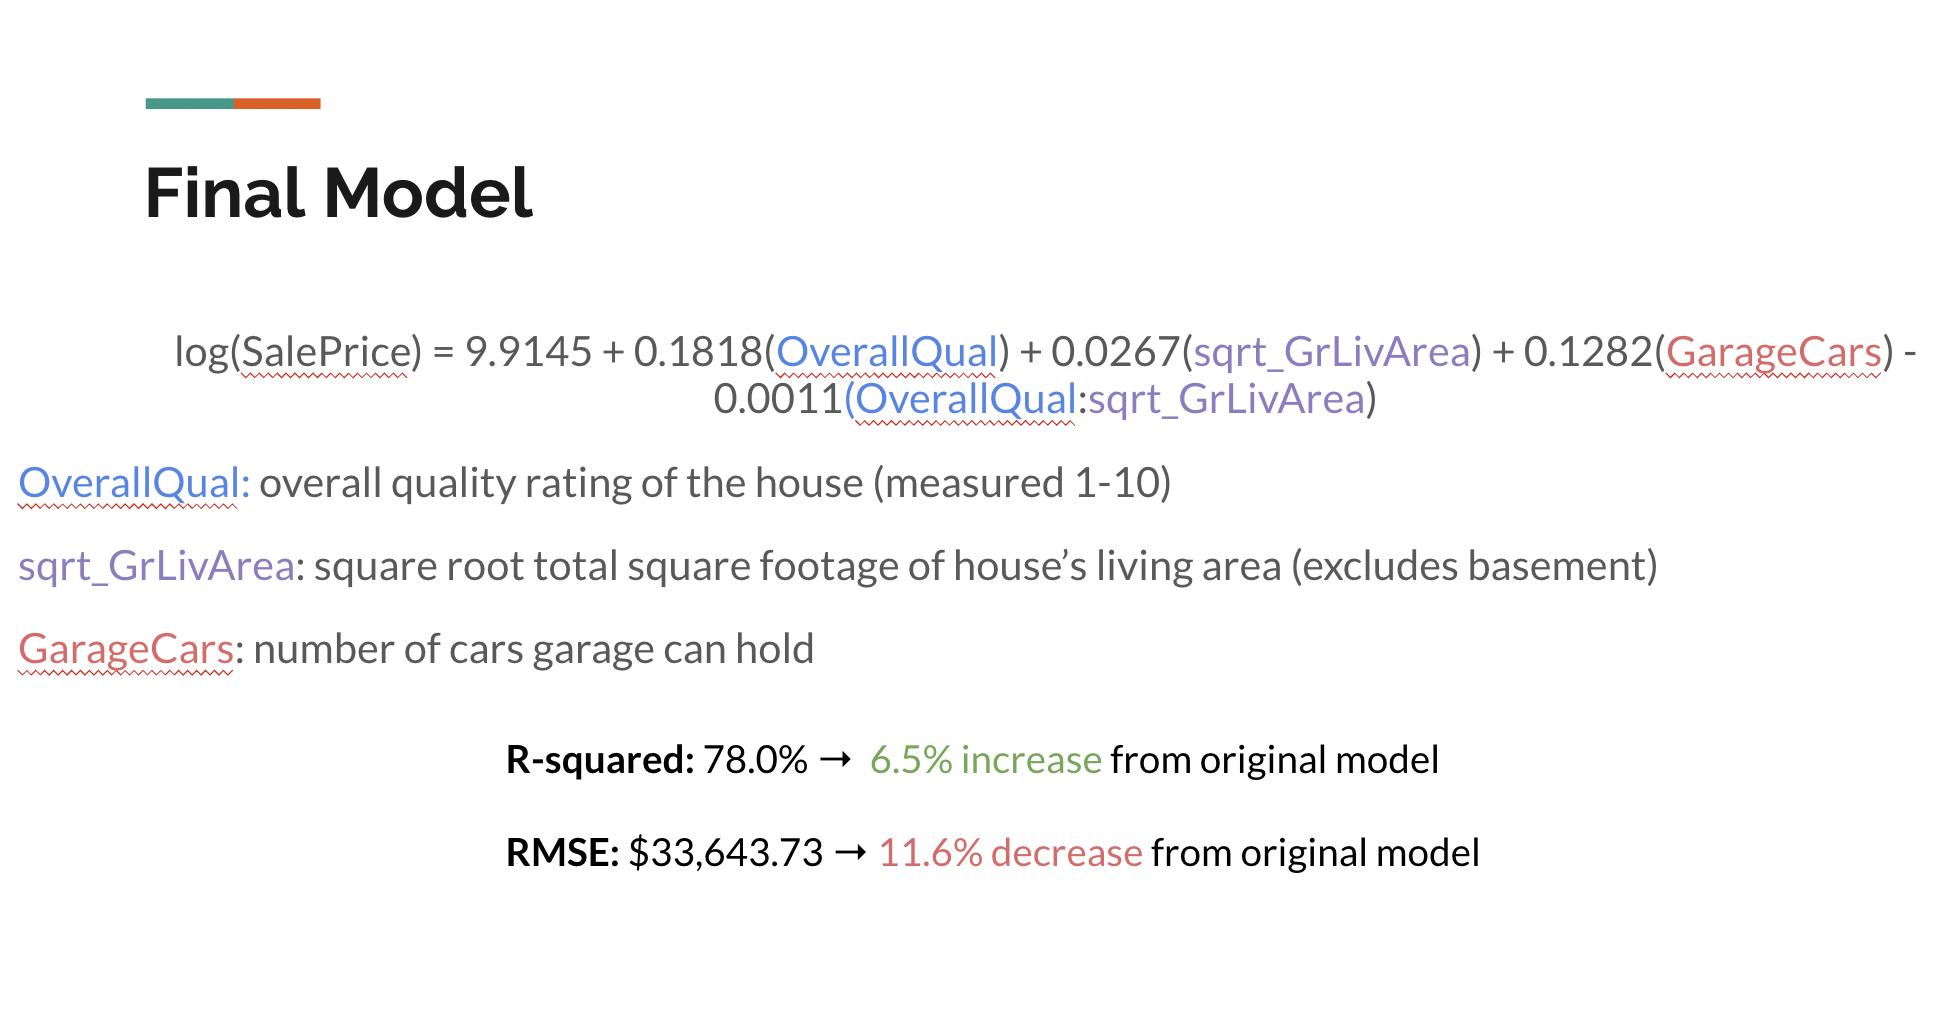 Final Model
log(SalePrice) = 9.9145 + 0.1818(OverallQual) + 0.0267(sqrt_GrLivArea) + 0.1282(GarageCars) -
0.0011(OverallQual:sqrt_GrLivArea)
OverallQual: overall quality rating of the house (measured 1-10)
sqrt_GrLivArea: square root total square footage of house’s living area (excludes basement)
GarageCars: number of cars garage can hold
R-squared: 78.0% → 6.5% increase from original model
RMSE: $33,643.73 → 11.6% decrease from original model